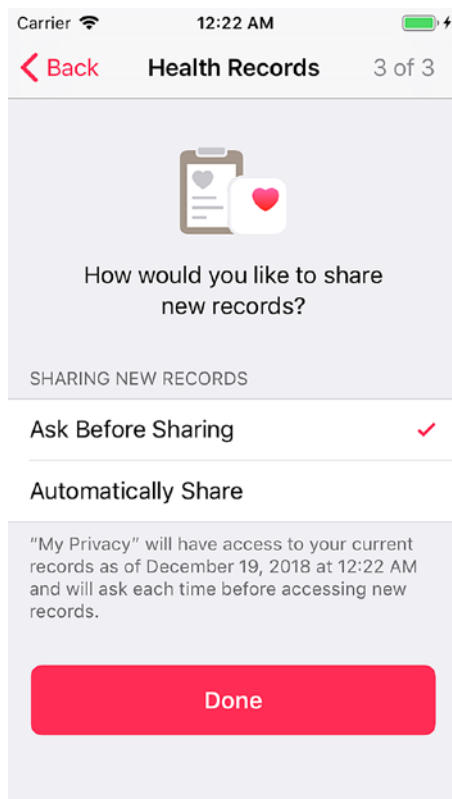 Carrier 12:22 AM
Back Health Records 3 of 3
How would you like to share
new records?
SHARING NEW RECORDS
Ask Before Sharing
Automatically Share
“My Privacy” will have access to your current
records as of December 19, 2018 at 12:22 AM
and will ask each time before accessing new
records.
Done